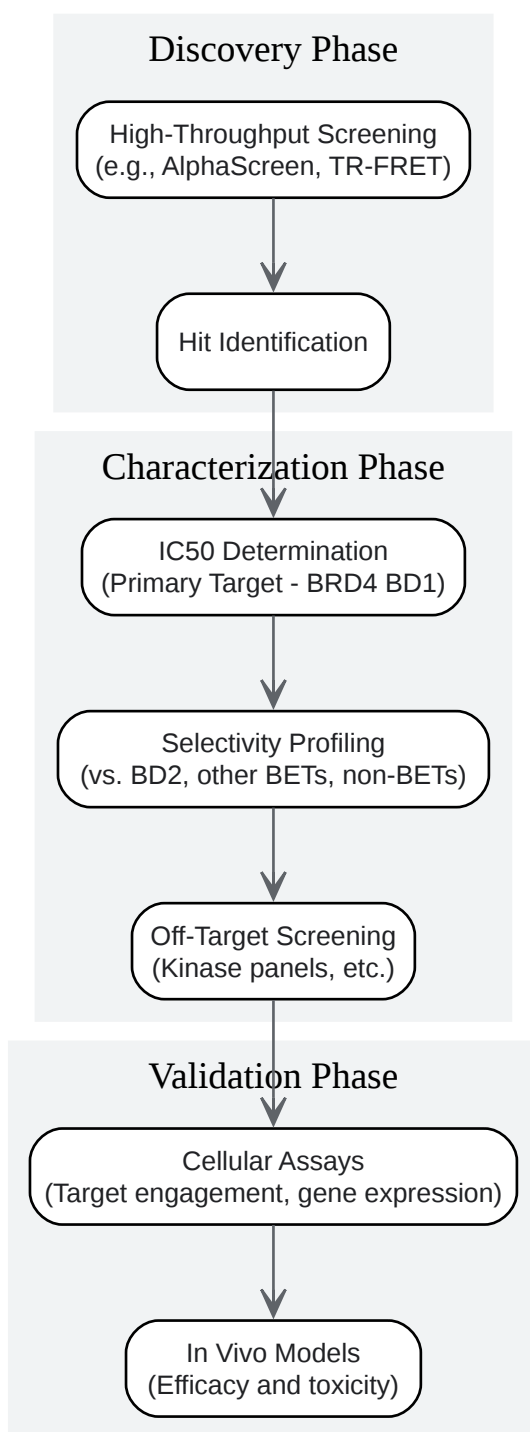 Discovery Phase
High-Throughput Screening
(e.g., AlphaScreen, TR-FRET)
Hit Identification
Characterization Phase
IC50 Determination
(Primary Target - BRD4 BD1)
Selectivity Profiling
(vs. BD2, other BETs, non-BETs)
Off-Target Screening
(Kinase panels, etc.)
Validation Phase
Cellular Assays
(Target engagement, gene expression)
In Vivo Models
(Efficacy and toxicity)